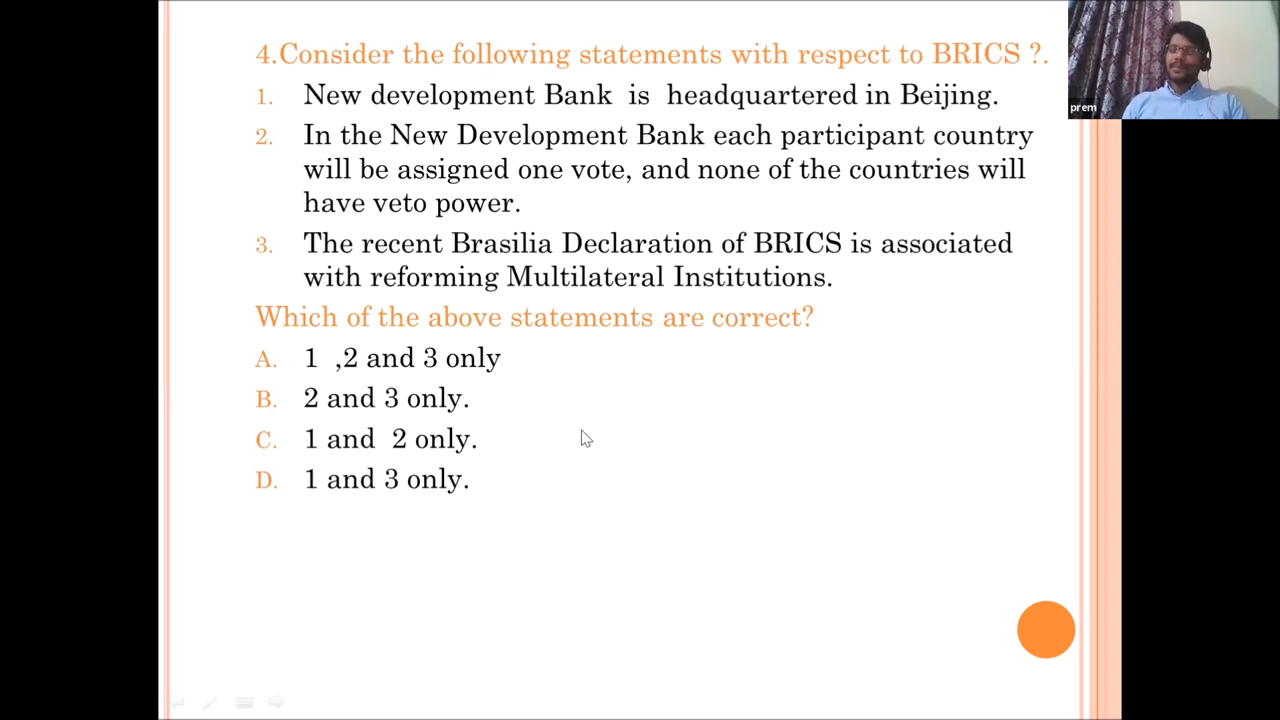 4.Consider the following statements with respect to BRICS ?.
1. New development Bank is headquartered in Beijing.
2. In the New Development Bank each participant country
will be assigned one vote, and none of the countries will
have veto power.
3. The recent Brasilia Declaration of BRICS is associated
with reforming Multilateral Institutions.
Which of the above statements are correct?
A. 1 ,2 and 3 only
B. 2 and 3 only.
C. 1 and 2 only.
D. 1 and 3 only.
prem